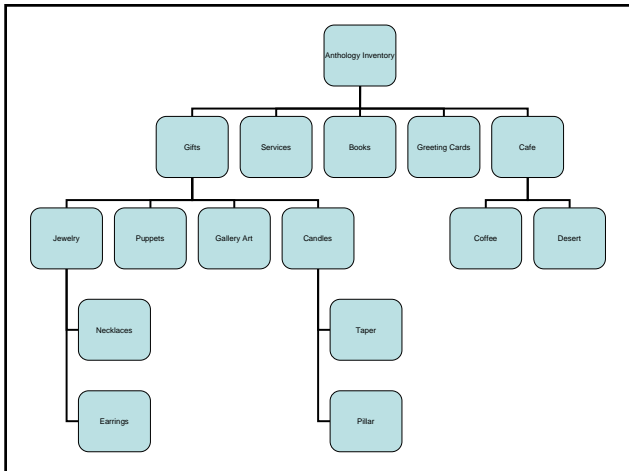 Anthology Inventory
Gifts
Services
Books
Greeting Cards
Cafe
Jewelry
Puppets
Gallery Art
Candles
Coffee
Desert
Necklaces
Taper
Earrings
Pillar